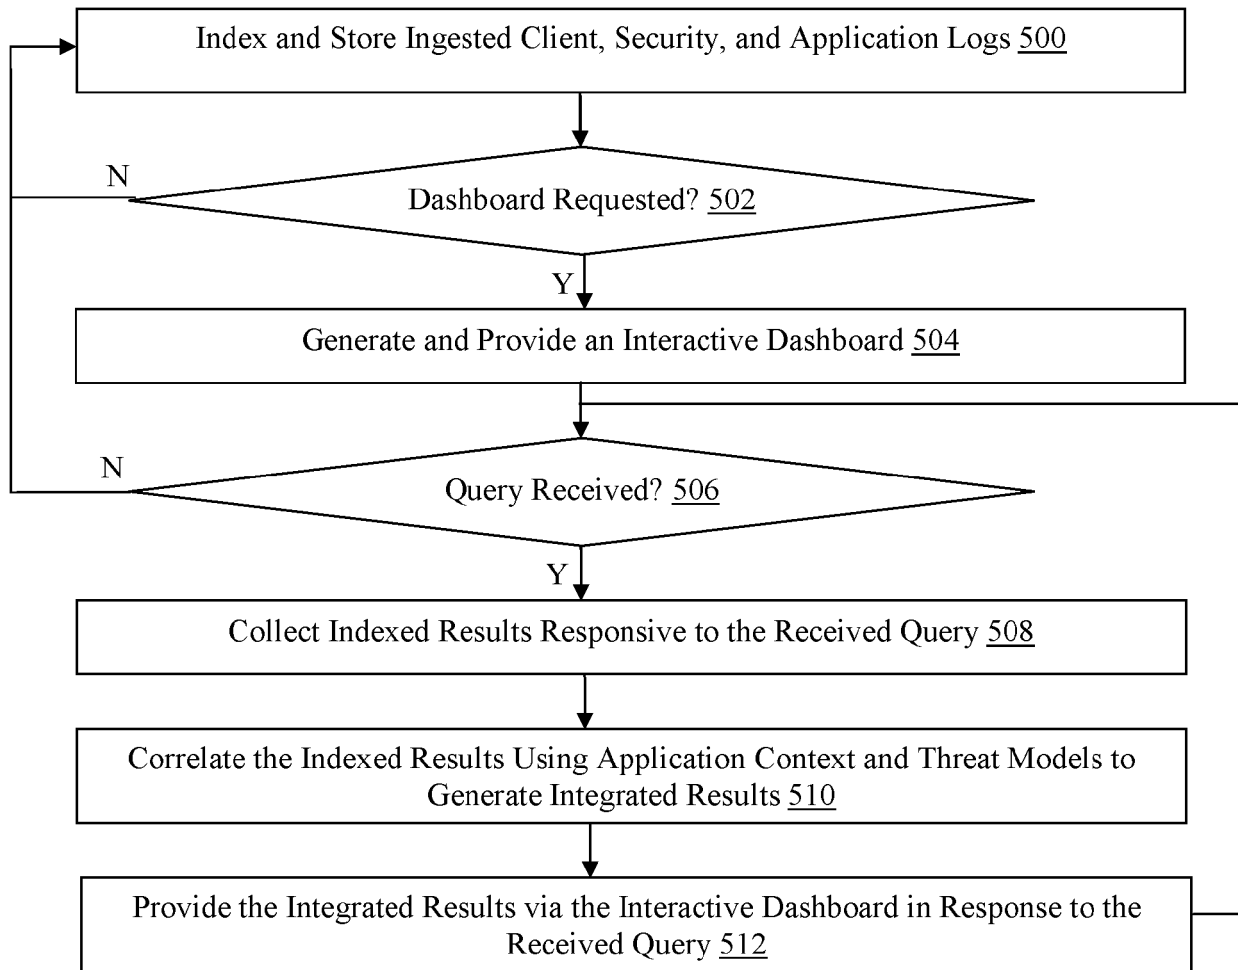 Index and Store Ingested Client, Security, and Application Logs 500
N
Dashboard Requested? 502
Y
Generate and Provide an Interactive Dashboard 504
N
Query Received? 506
Y
Collect Indexed Results Responsive to the Received Query 508
Correlate the Indexed Results Using Application Context and Threat Models to
Generate Integrated Results 510
Provide the Integrated Results via the Interactive Dashboard in Response to the
Received Query 512